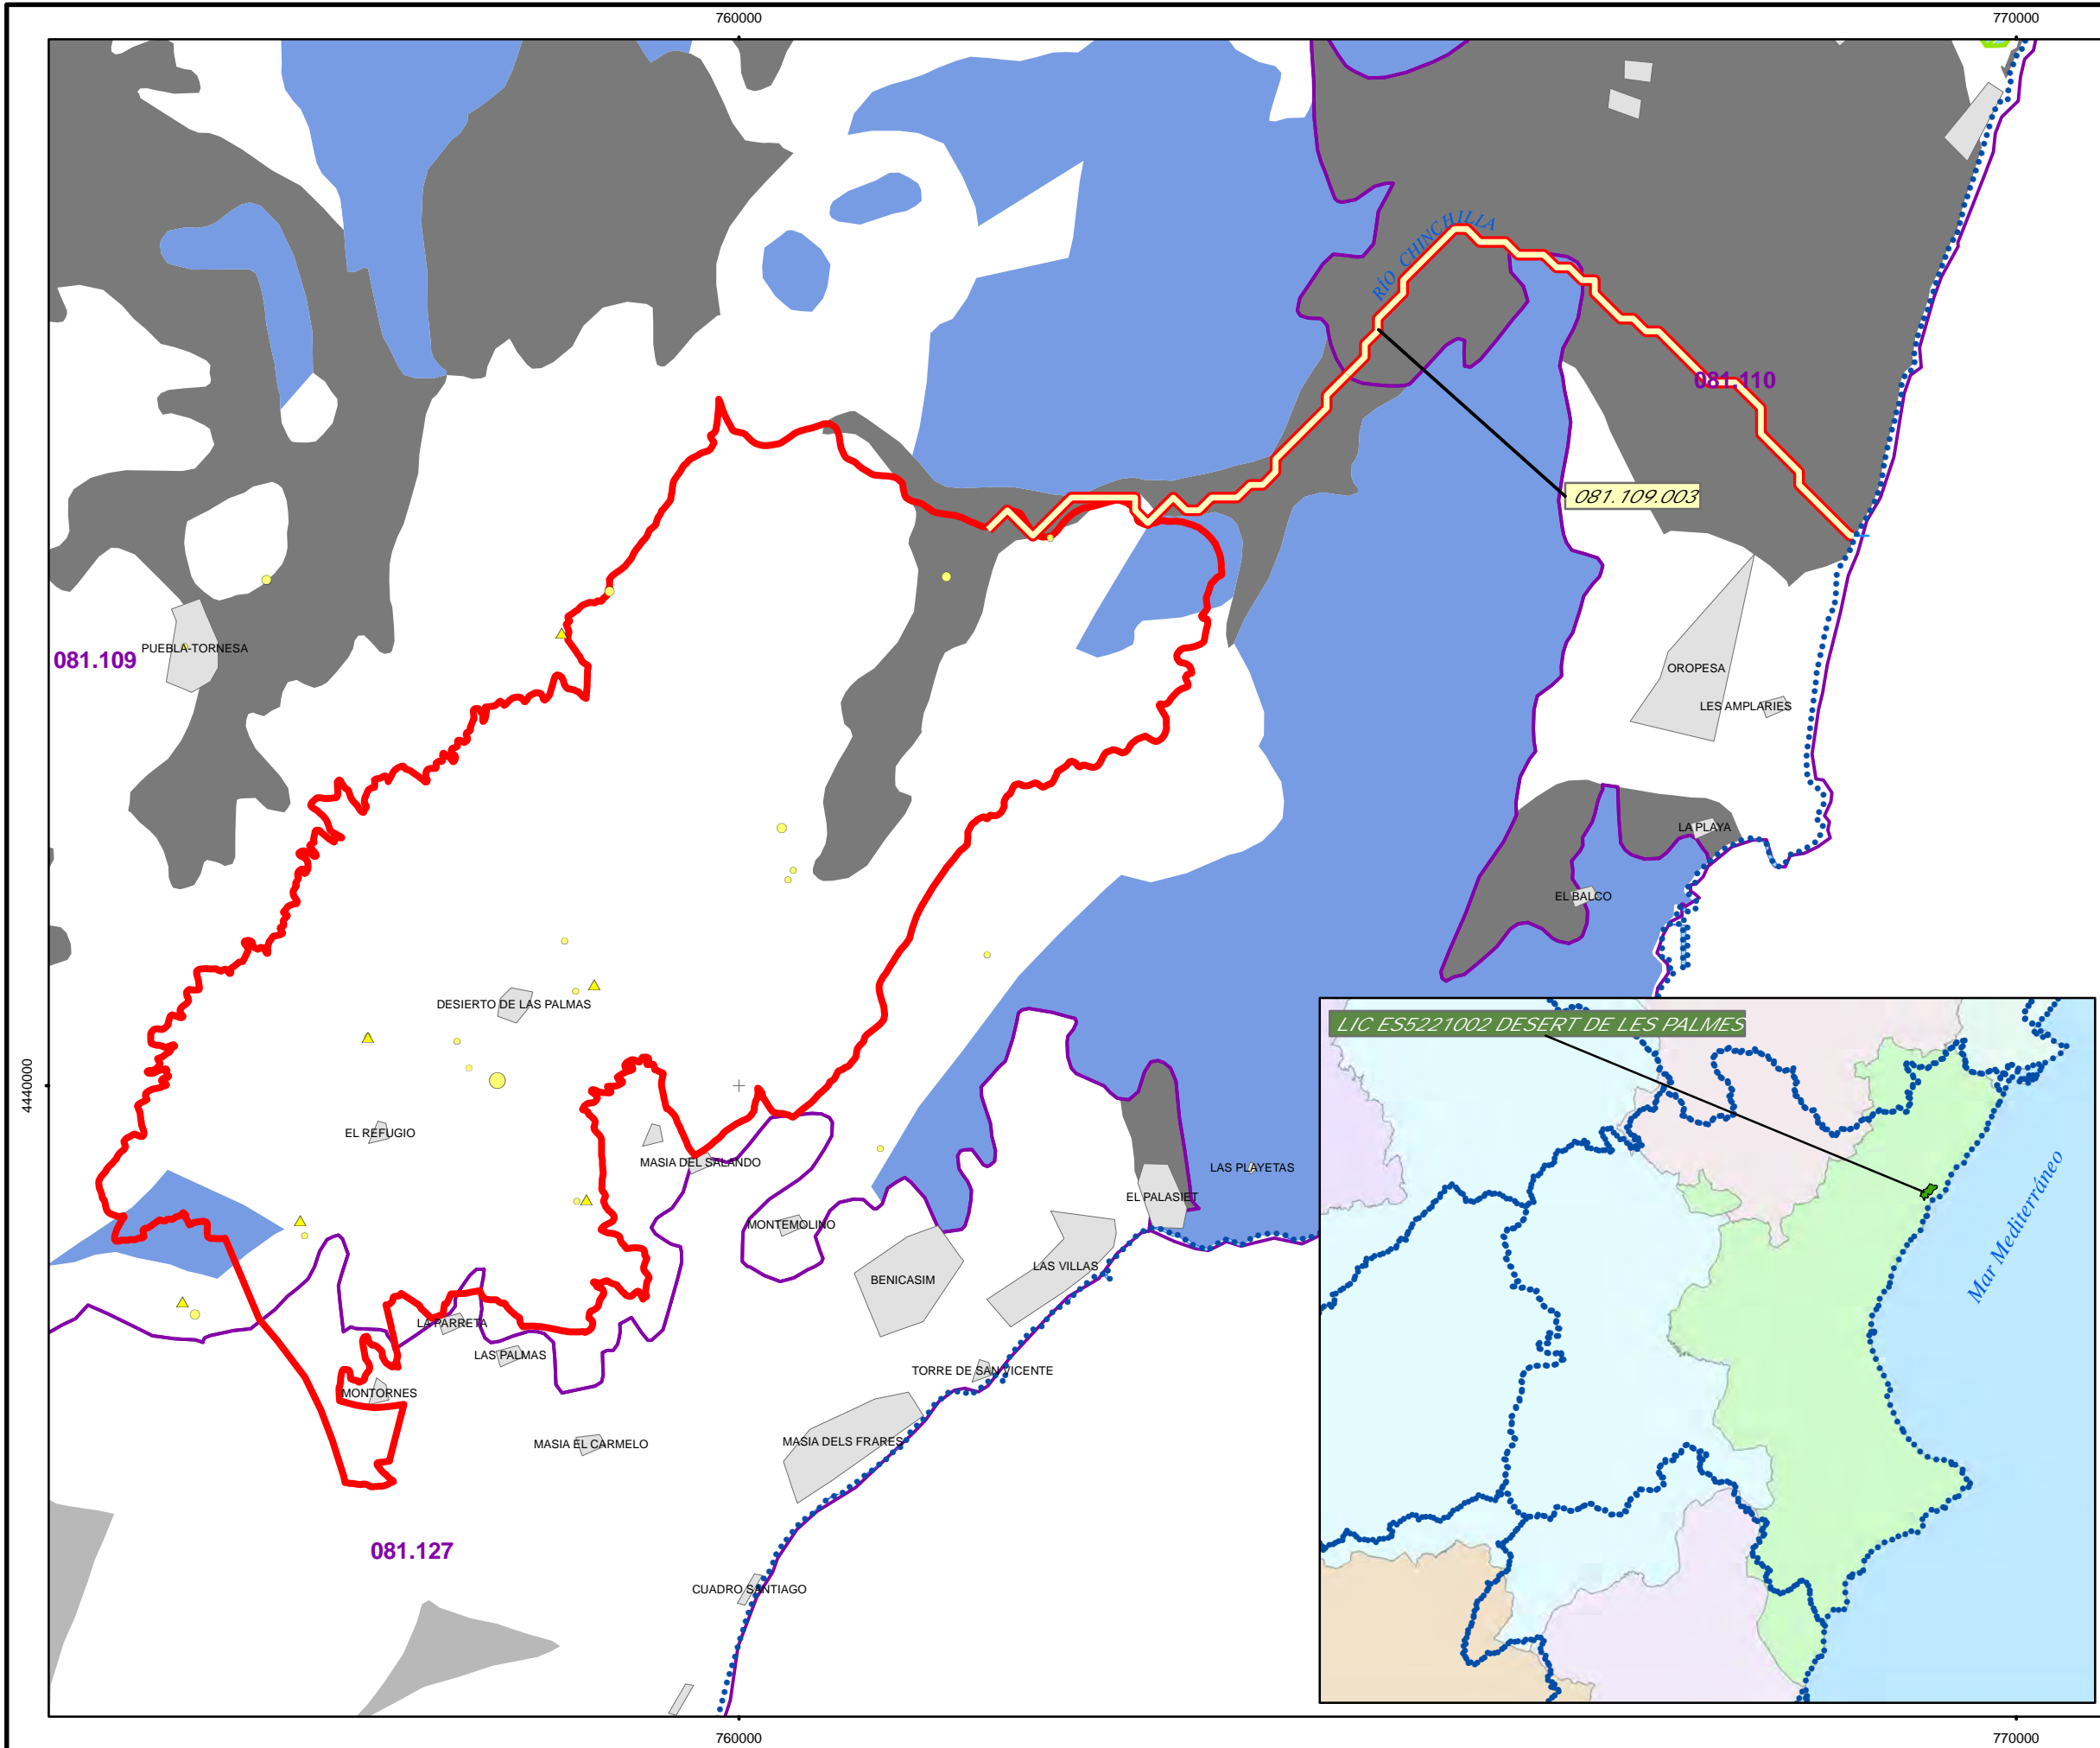 760000
770000
RÍO CHINCHILLA
081.110
081.109.003
PUEBLA-TORNESA
081.109
OROPESA
LES AMPLARIES
LA PLAYA
EL BALCO
DESIERTO DE LAS PALMAS
LIC ES5221002 DESERT DE LES PALMES
4440000
EL REFUGIO
MASIA DEL SALANDO
LAS PLAYETAS
EL PALASIET
MONTEMOLINO
Mar Mediterráneo
LAS VILLAS
BENICASIM
LA PARRETA
LAS PALMAS
TORRE DE SAN VICENTE
MONTORNES
MASIA DELS FRARES
MASIA EL CARMELO
081.127
CUADRO SANTIAGO
760000
770000